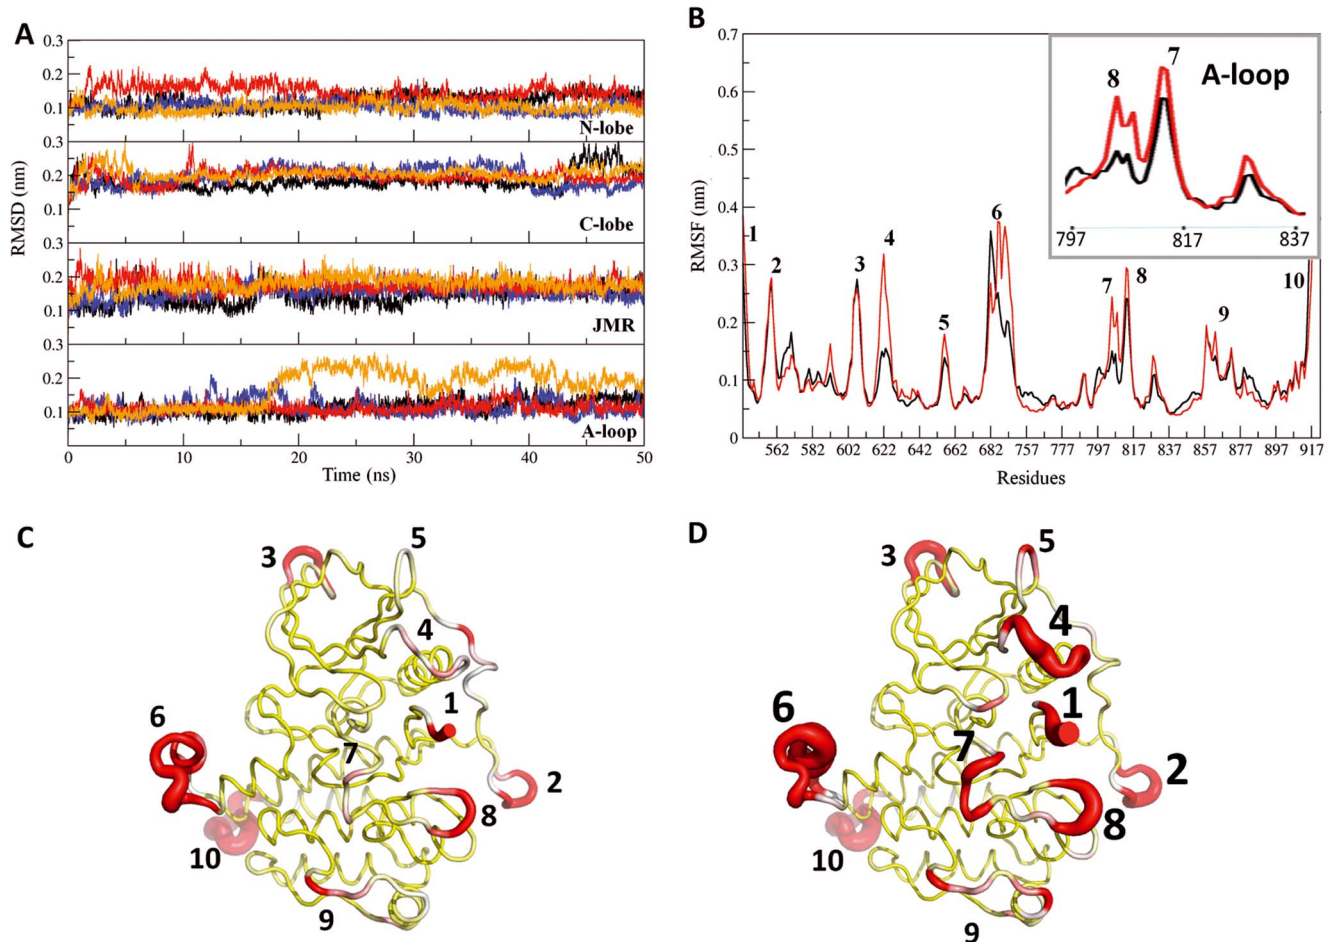 A
RMSD (nm)
0.3
0.2
0.1
N-lobe
0.3
0.2
0.1
C-lobe
0.3
0.2
0.1
JMR
0.3
0.2
0.1
A-loop
0 10 20 30 40 50
Time (ns)
B
RMSF (nm)
0.7
0.6
0.5
0.4
0.3
0.2
0.1
0
1 2 3 4 5 6 7 8 9 10
562 582 602 622 642 662 682 757 777 797 817 837 857 877 897 917
Residues
A-loop
8 7
797 817 837
C
3 5
4
1
6
7
2
8
10
9
D
3 5
4
1
6
7
2
8
10
9